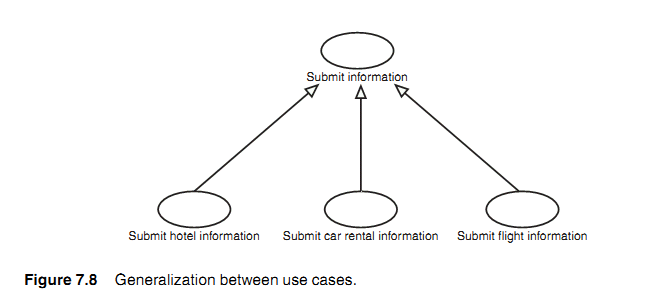 Submit information
Submit hotel information Submit car rental information Submit flight information
Figure 7.8 Generalization between use cases.